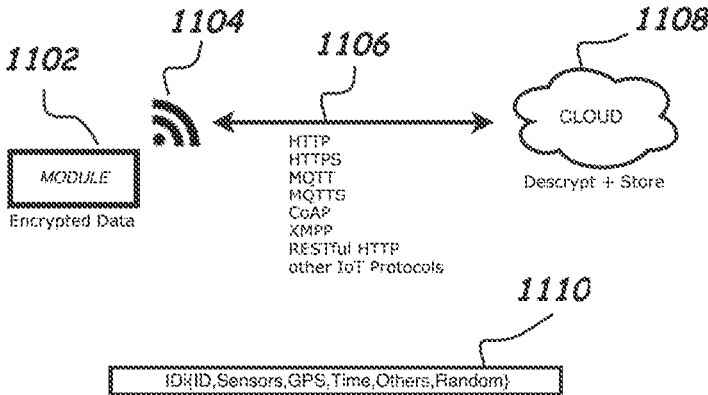 1104
1106
1108
1102
CLOUD
MODULE
HTTP
HTTPS
MQTT
MQTTS
CoAP
XMPP
RESTful HTTP
other IoT Protocols
Descrypt + Store
Encrypted Data
1110
ID:{ID,Sensors,GPS,Time,Others,Random}